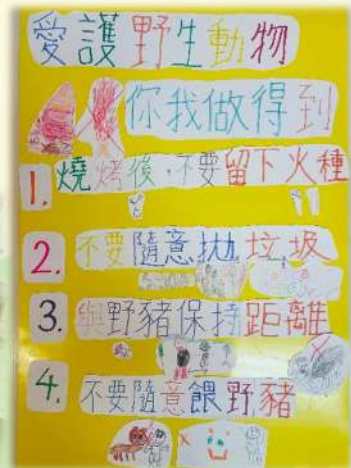 愛護野生動物
你我做得到
1. 燒烤後，不要留下火種
2. 不要隨意拋垃圾
3. 與野豬保持距離
4. 不要隨意餵野豬